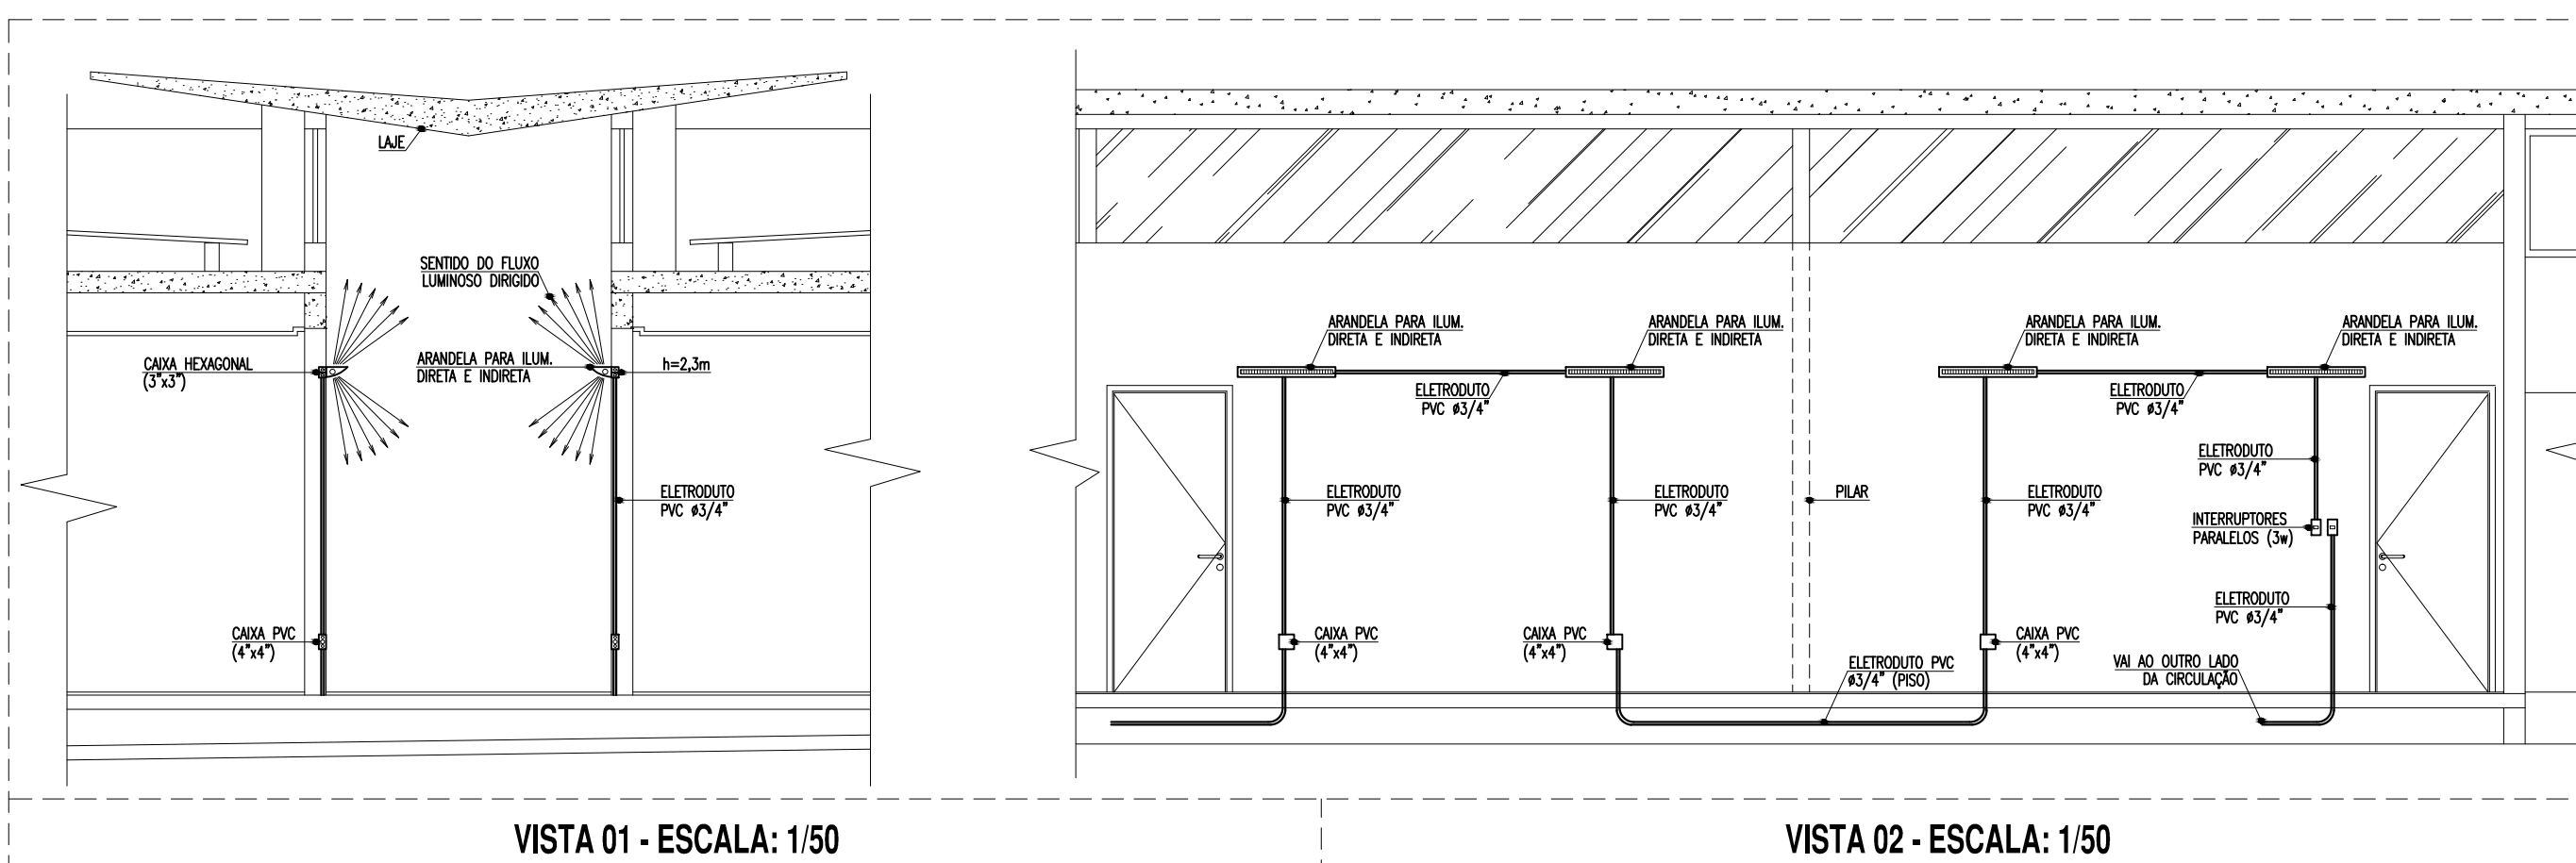 LAJE
SENTIDO DO FLUXO
LUMINOSO DIRIGIDO
CAIXA HEXAGONAL
(3"x3")
ARANDELA PARA ILUM.
DIRETA E INDIRETA
h=2,3m
ELETRODUTO
PVC ø3/4"
CAIXA PVC
(4"x4")
VISTA 01 - ESCALA: 1/50
ARANDELA PARA ILUM.
DIRETA E INDIRETA
ARANDELA PARA ILUM.
DIRETA E INDIRETA
ARANDELA PARA ILUM.
DIRETA E INDIRETA
ARANDELA PARA ILUM.
DIRETA E INDIRETA
ELETRODUTO
PVC ø3/4"
ELETRODUTO
PVC ø3/4"
ELETRODUTO
PVC ø3/4"
ELETRODUTO
PVC ø3/4"
ELETRODUTO
PVC ø3/4"
PILAR
ELETRODUTO
PVC ø3/4"
INTERRUPTORES
PARALELOS (3w)
ELETRODUTO
PVC ø3/4"
CAIXA PVC
(4"x4")
CAIXA PVC
(4"x4")
CAIXA PVC
(4"x4")
ELETRODUTO PVC
ø3/4" (PISO)
VAI AO OUTRO LADO
DA CIRCULAÇÃO
VISTA 02 - ESCALA: 1/50